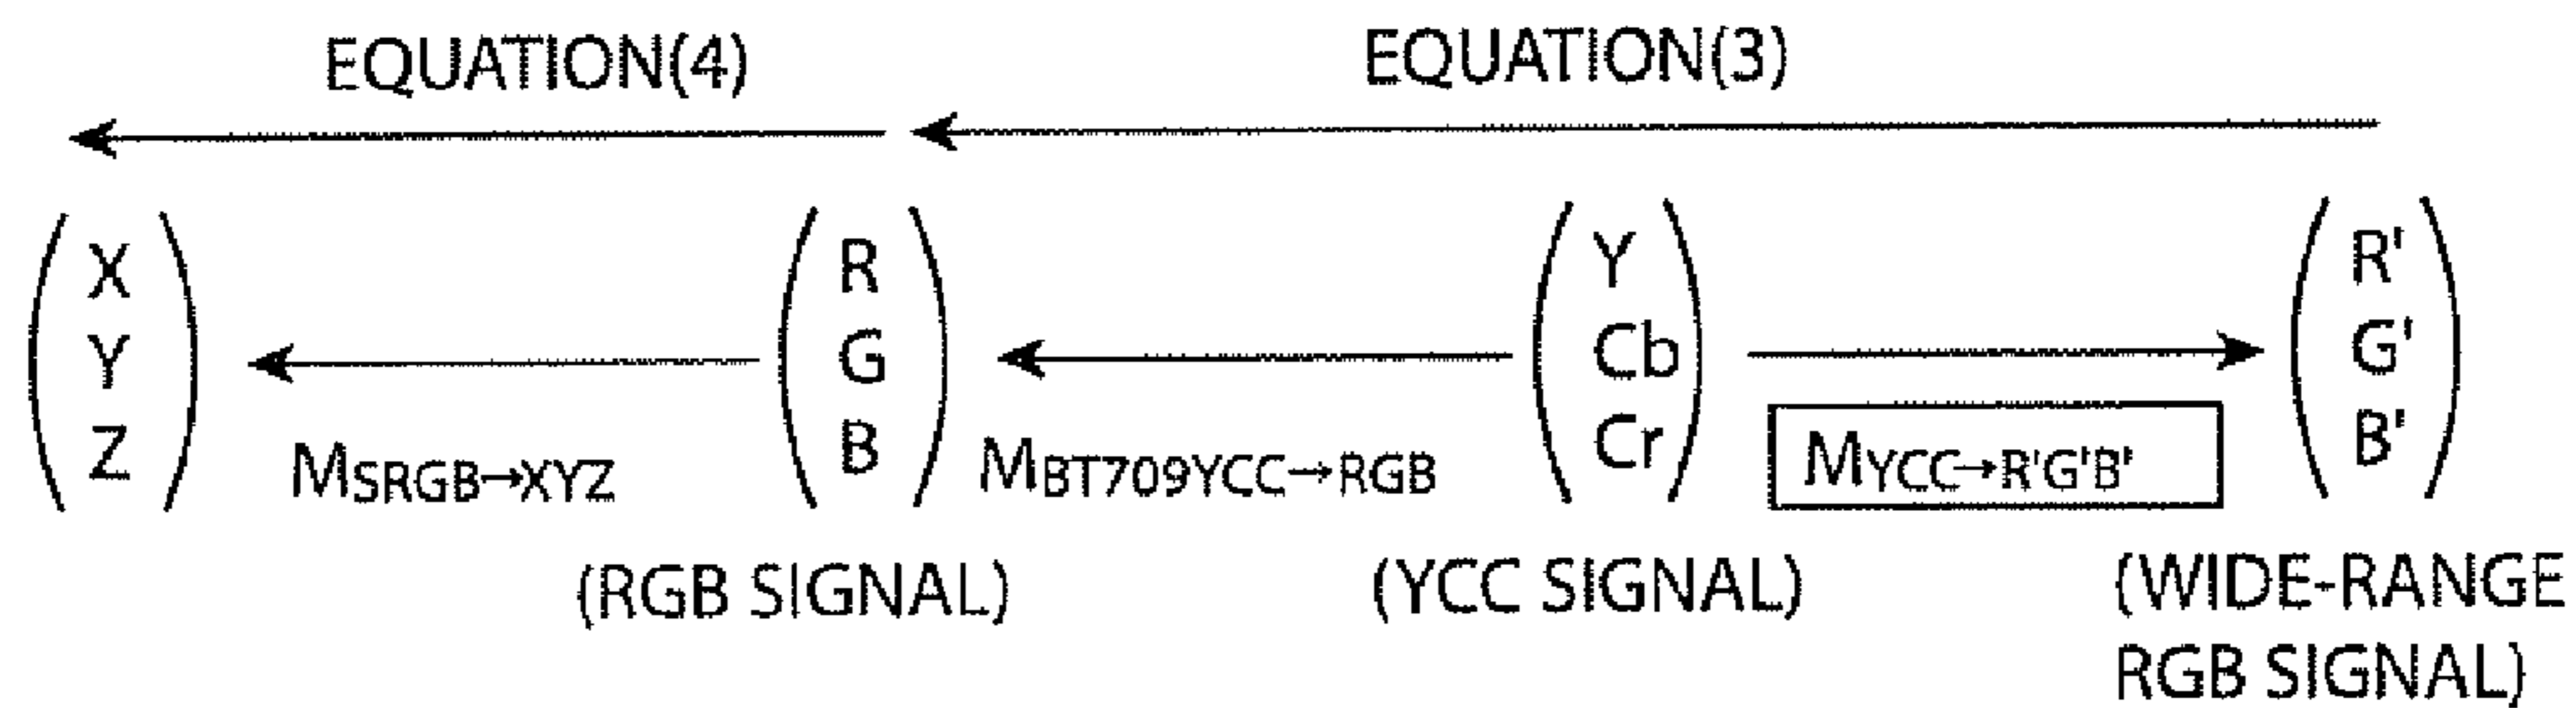 EQUATION(4) EQUATION(3)
X R Y R'
Y G Cb G'
Z B Cr B'
MSRGB→XYZ MBT709YCC→RGB MYCC→R'G'B'
(RGB SIGNAL) (YCC SIGNAL) (WIDE-RANGE
RGB SIGNAL)